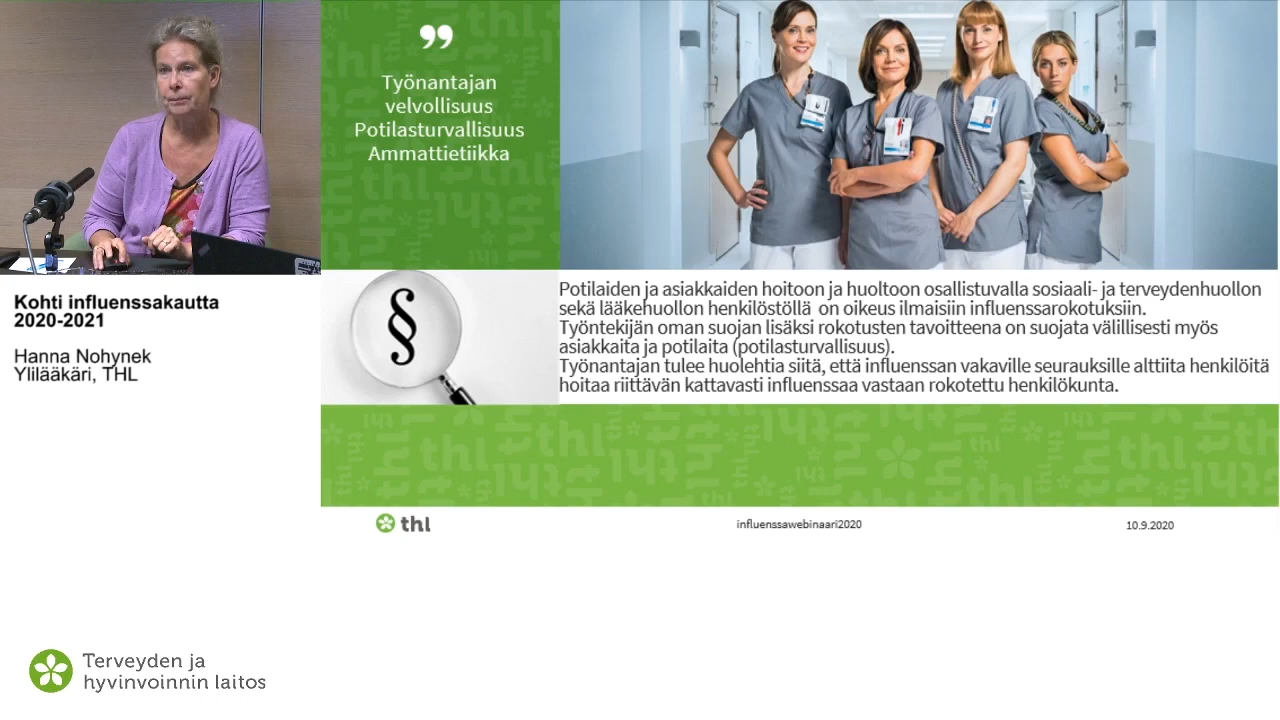 Työnantajan
velvollisuus
Potilasturvallisuus
Ammattietiikka
Potilaiden ja asiakkaiden hoitoon ja huoltoon osallistuvalla sosiaali- ja terveydenhuollon
sekä lääkehuollon henkilöstöllä on oikeus ilmaisiin influenssarokotuksiin.
Työntekijän oman suojan lisäksi rokotusten tavoitteena on suojata välillisesti myös
asiakkaita ja potilaita (potilasturvallisuus).
Työnantajan tulee huolehtia siitä, että influenssan vakaville seurauksille alttiita henkilöitä
hoitaa riittävän kattavasti influenssaa vastaan rokotettu henkilökunta.
Kohti influenssakautta
2020-2021
Hanna Nohynek
Ylilääkäri, THL
thl
influenssawebinaari2020
10.9.2020
Terveyden ja
hyvinvoinnin laitos